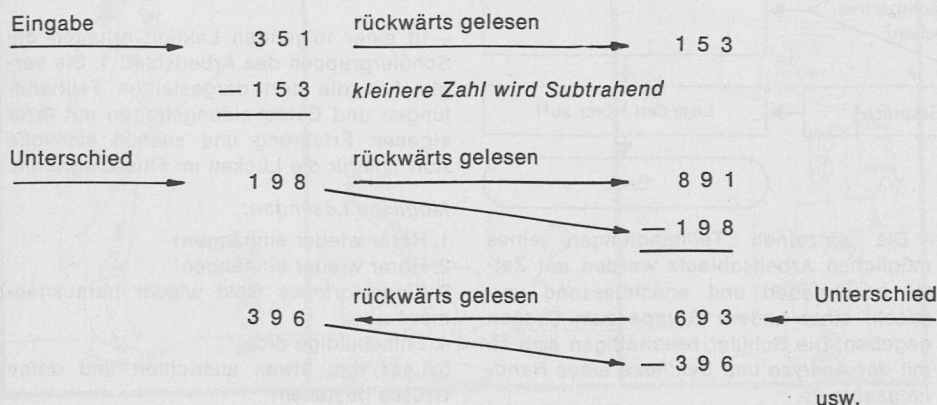 Eingabe rückwärts gelesen
3 5 1 1 5 3
– 1 5 3 kleinere Zahl wird Subtrahend
Unterschied rückwärts gelesen
1 9 8 8 9 1
– 1 9 8
rückwärts gelesen Unterschied
3 9 6 6 9 3
– 3 9 6
usw.